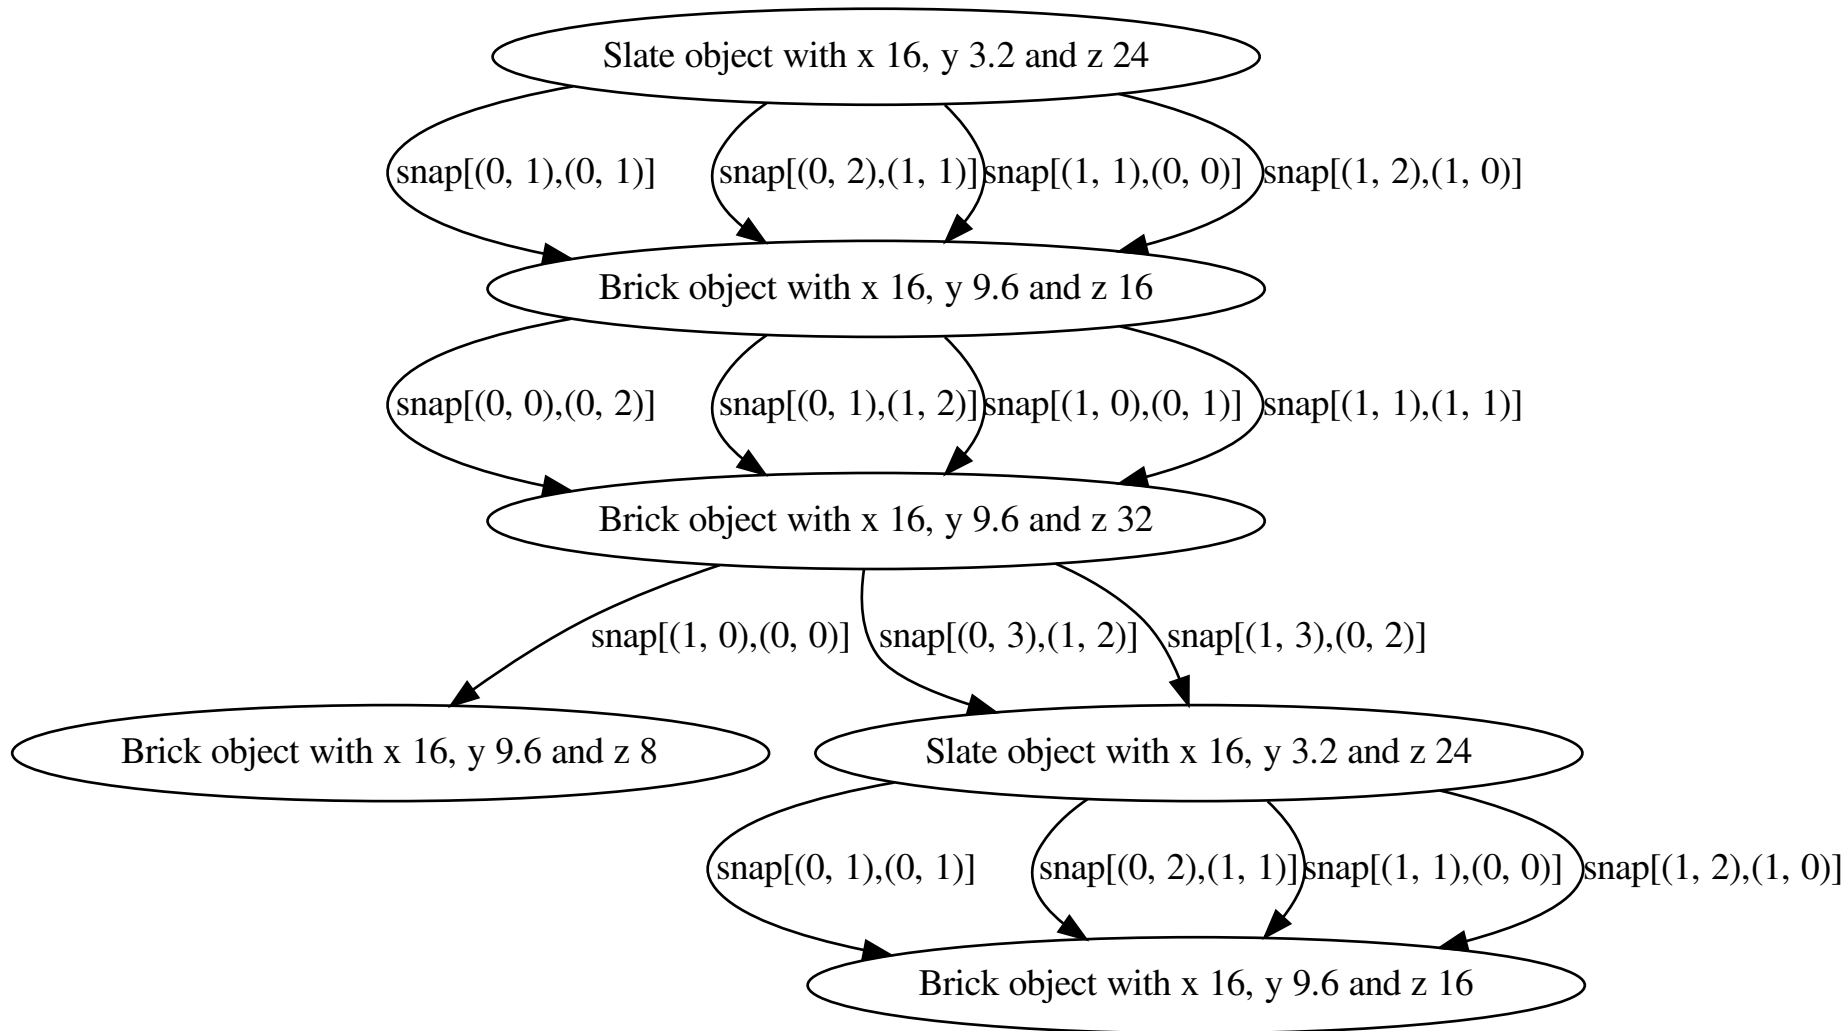 Slate object with x 16, y 3.2 and z 24
snap[(0, 1),(0, 1)]
snap[(0, 2),(1, 1)]
snap[(1, 1),(0, 0)]
snap[(1, 2),(1, 0)]
Brick object with x 16, y 9.6 and z 16
snap[(0, 0),(0, 2)]
snap[(0, 1),(1, 2)]
snap[(1, 0),(0, 1)]
snap[(1, 1),(1, 1)]
Brick object with x 16, y 9.6 and z 32
snap[(1, 0),(0, 0)]
snap[(0, 3),(1, 2)]
snap[(1, 3),(0, 2)]
Brick object with x 16, y 9.6 and z 8
Slate object with x 16, y 3.2 and z 24
snap[(0, 1),(0, 1)]
snap[(0, 2),(1, 1)]
snap[(1, 1),(0, 0)]
snap[(1, 2),(1, 0)]
Brick object with x 16, y 9.6 and z 16